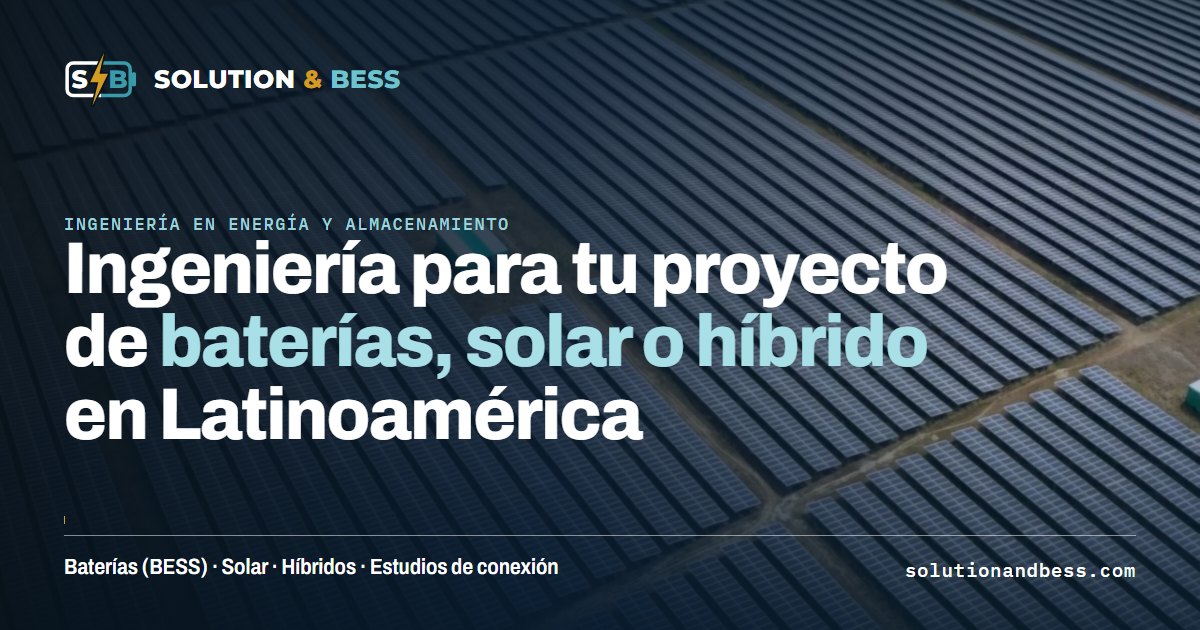 S B SOLUTION & BESS
INGENIERÍA EN ENERGÍA Y ALMACENAMIENTO
Ingeniería para tu proyecto
de baterías, solar o híbrido
en Latinoamérica
Baterías (BESS) · Solar · Híbridos · Estudios de conexión
solutionandbess.com